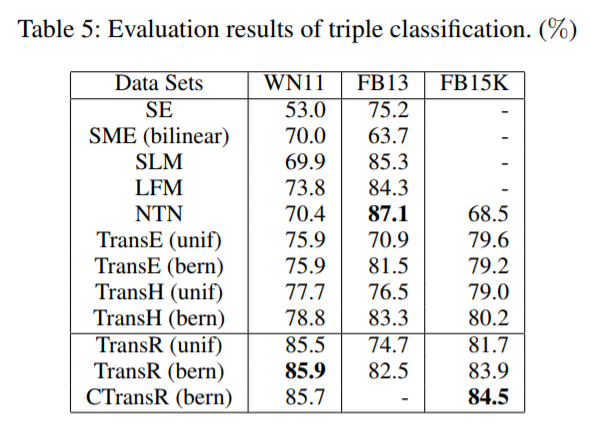 Table 5: Evaluation results of triple classification. (%)
Data Sets WN11 FB13 FB15K
SE 53.0 75.2 -
SME (bilinear) 70.0 63.7 -
SLM 69.9 85.3 -
LFM 73.8 84.3 -
NTN 70.4 87.1 68.5
TransE (unif) 75.9 70.9 79.6
TransE (bern) 75.9 81.5 79.2
TransH (unif) 77.7 76.5 79.0
TransH (bern) 78.8 83.3 80.2
TransR (unif) 85.5 74.7 81.7
TransR (bern) 85.9 82.5 83.9
CTransR (bern) 85.7 - 84.5